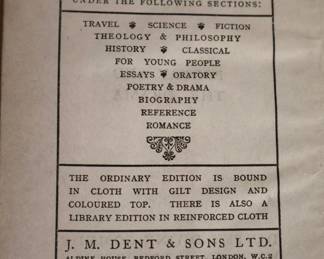 UNDER THE FOLLOWING SECTIONS:
TRAVEL SCIENCE FICTION
THEOLOGY & PHILOSOPHY
HISTORY CLASSICAL
FOR YOUNG PEOPLE
ESSAYS ORATORY
POETRY & DRAMA
BIOGRAPHY
REFERENCE
ROMANCE
THE ORDINARY EDITION IS BOUND
IN CLOTH WITH GILT DESIGN AND
COLOURED TOP. THERE IS ALSO A
LIBRARY EDITION IN REINFORCED CLOTH
J. M. DENT & SONS LTD.
ALDINE HOUSE, BEDFORD STREET, LONDON, W.C.2